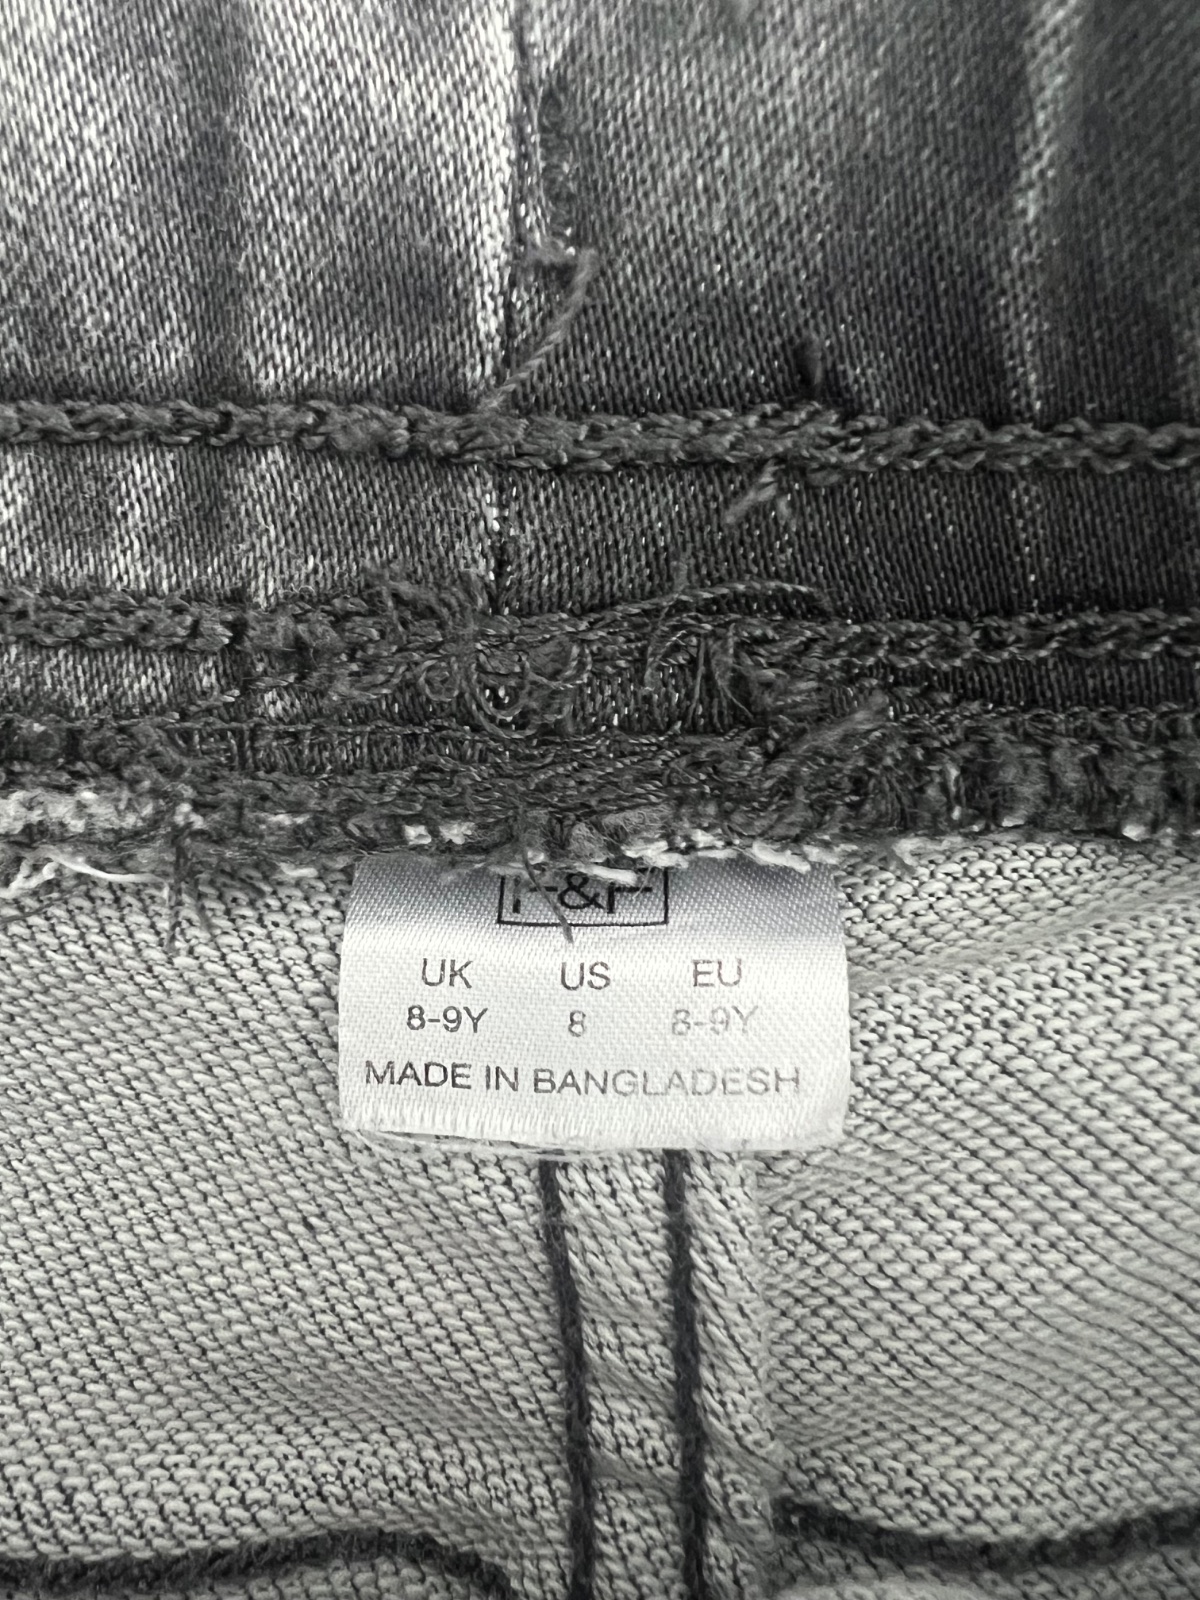 F&F
UK US EU
8-9Y 8 8-9Y
MADE IN BANGLADESH